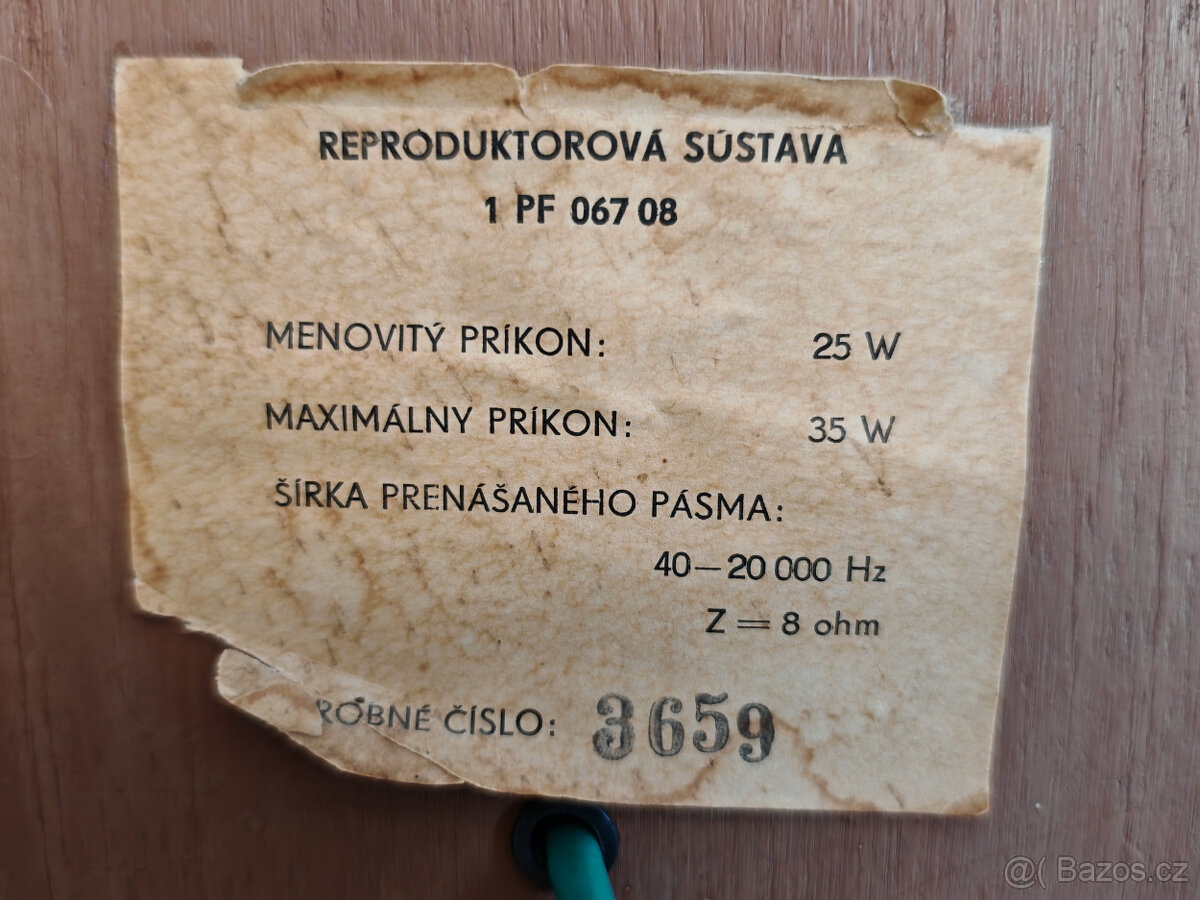 REPRODUKTOROVÁ SÚSTAVA
1 PF 067 08
MENOVITÝ PRÍKON: 25 W
MAXIMÁLNY PRÍKON: 35 W
ŠÍRKA PRENÁŠANÉHO PÁSMA:
40—20 000 Hz
Z = 8 ohm
ROBNÉ ČÍSLO: 3659
@( Bazos.cz